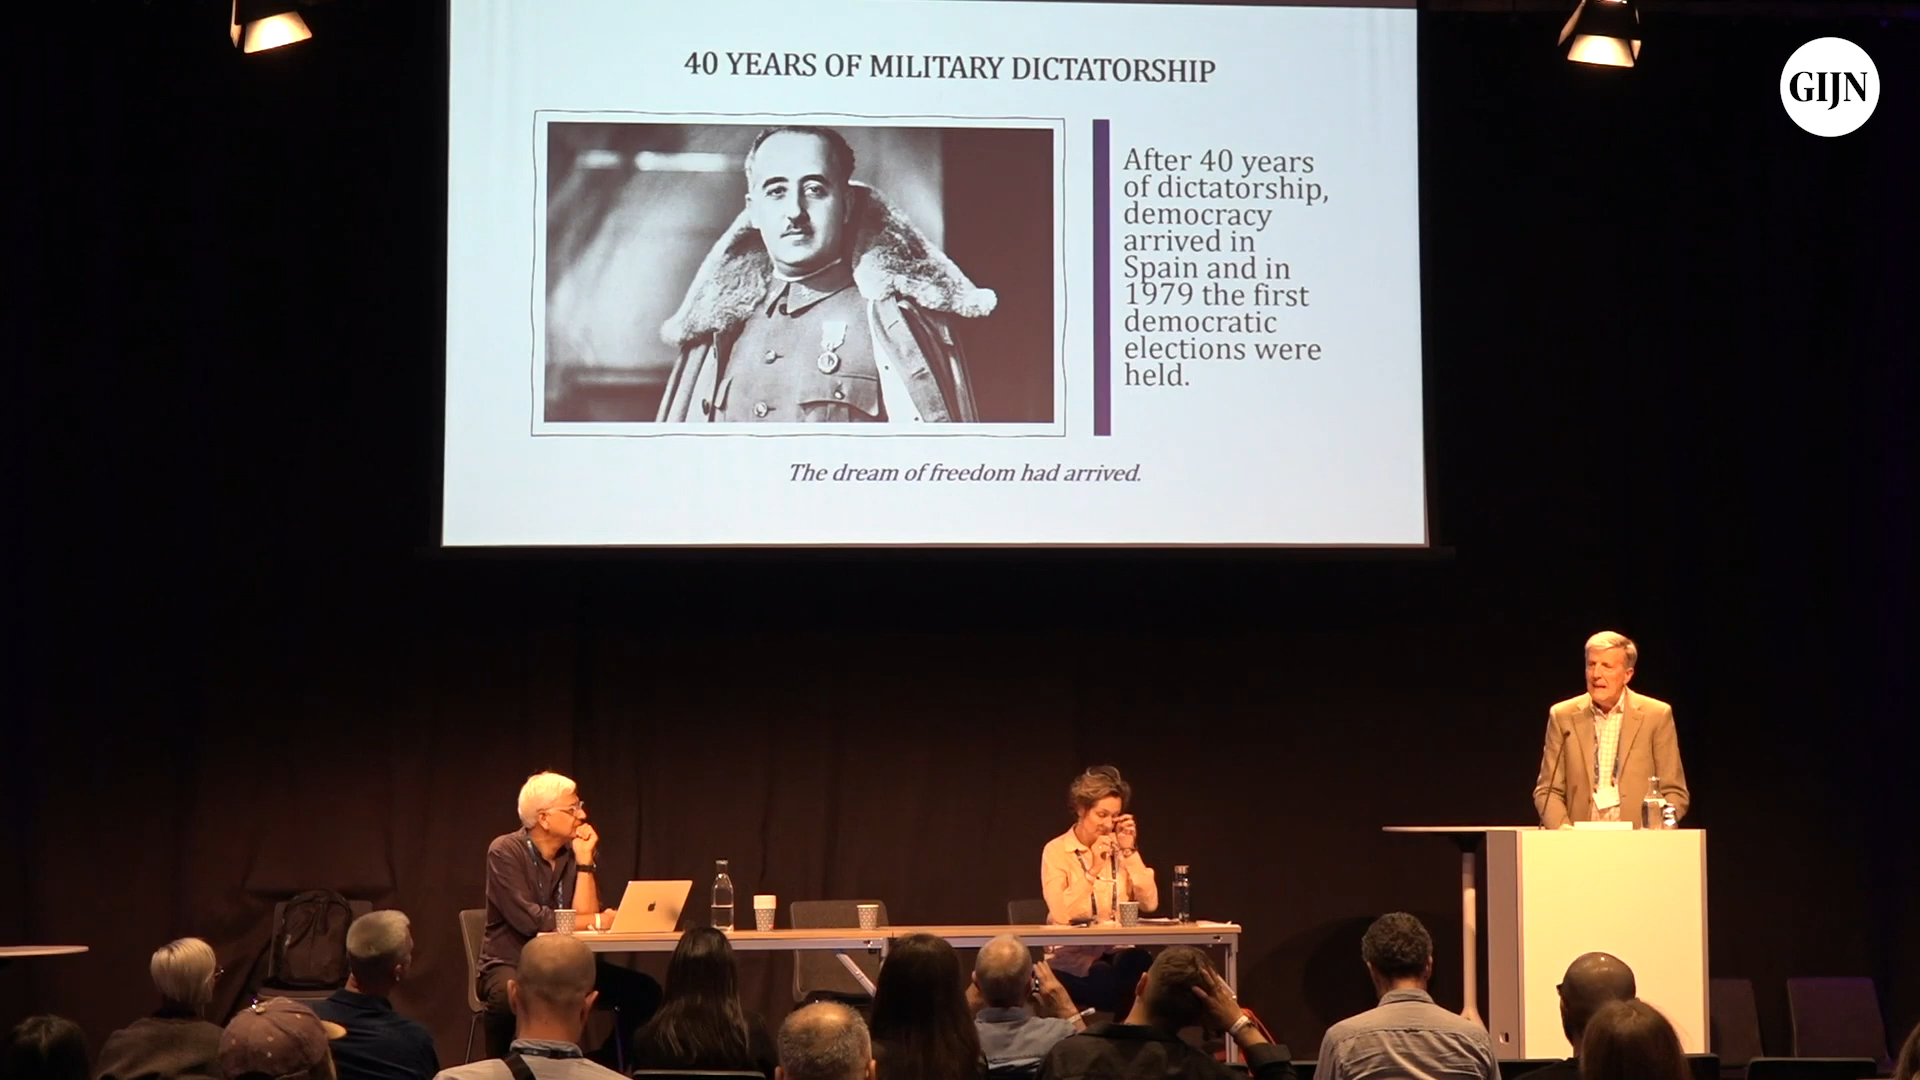 40 YEARS OF MILITARY DICTATORSHIP
GIJN
After 40 years
of dictatorship,
democracy
arrived in
Spain and in
1979 the first
democratic
elections were
held.
The dream of freedom had arrived.